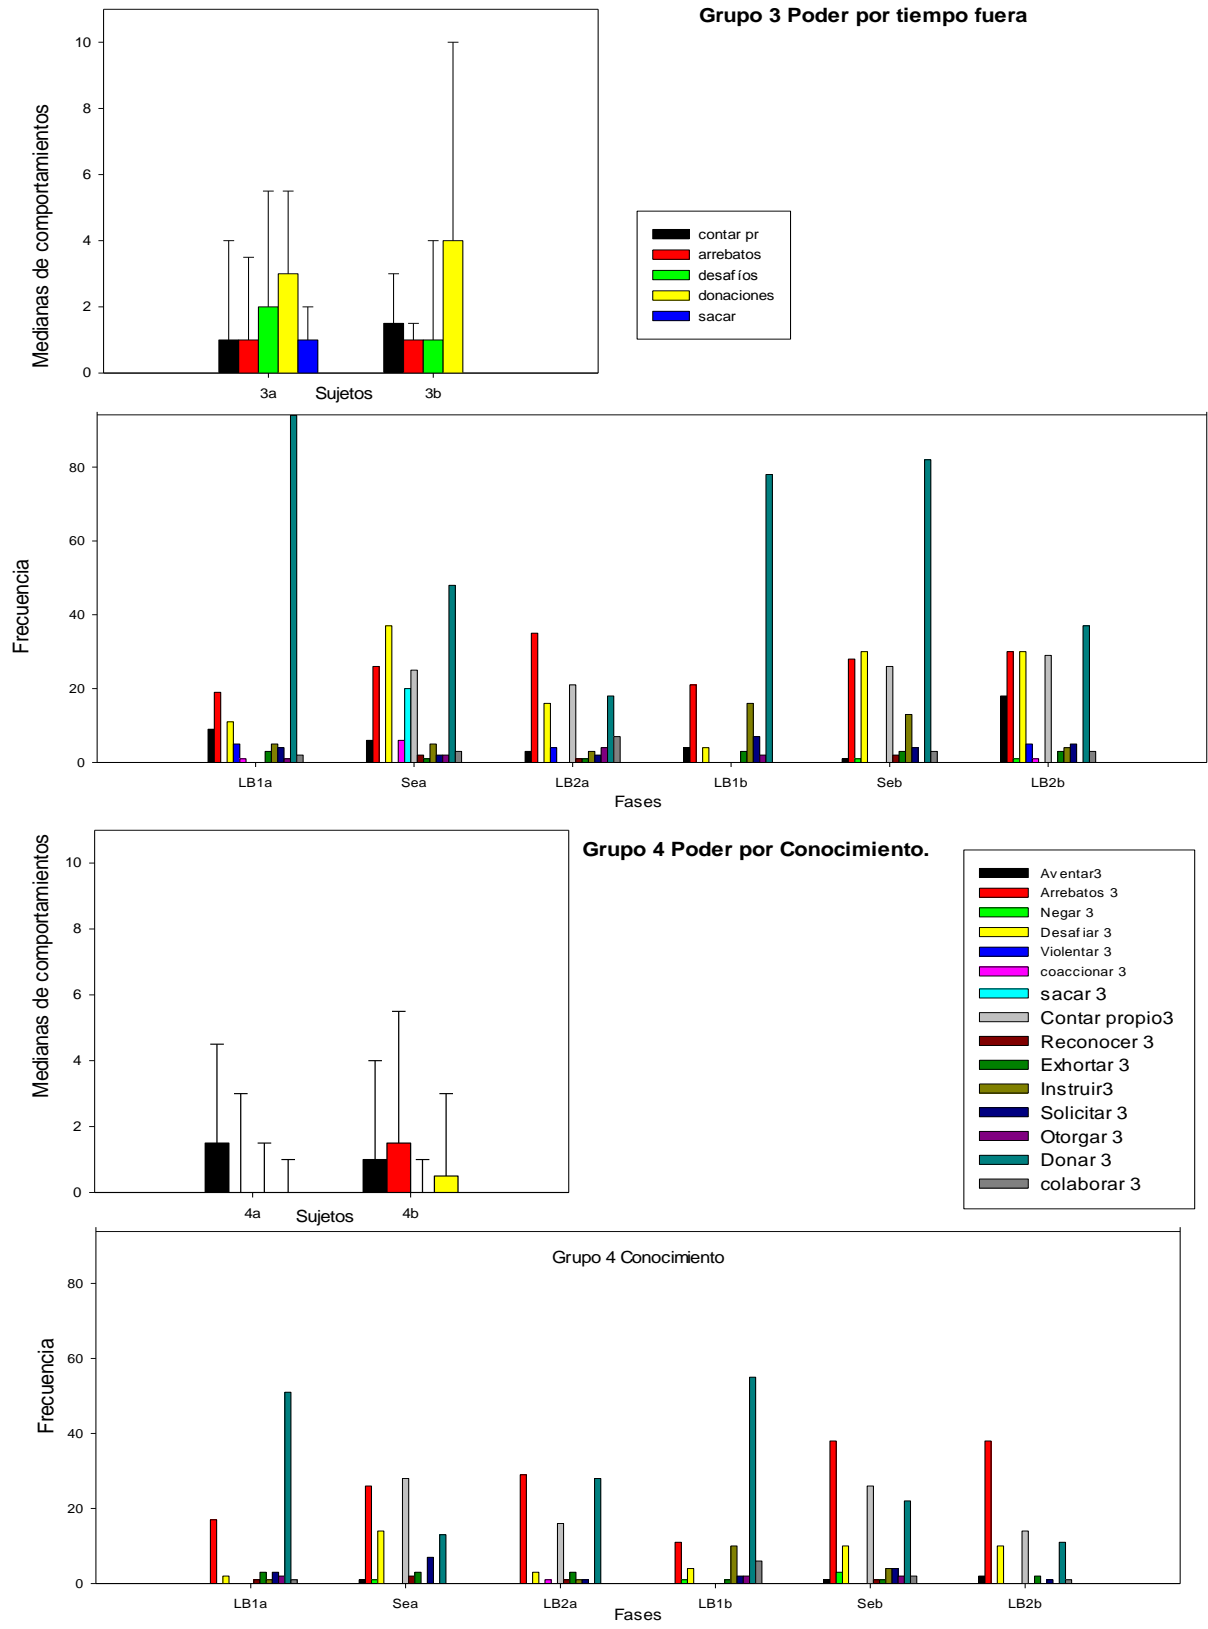 Grupo 3 Poder por tiempo fuera
Medianas de comportamientos
10
8
6
4
2
0
3a
Sujetos
3b
contar pr
arrebatos
desafíos
donaciones
sacar
Frecuencia
80
60
40
20
0
LB1a
Sea
LB2a
LB1b
Seb
LB2b
Fases
Grupo 4 Poder por Conocimiento.
Medianas de comportamientos
10
8
6
4
2
0
4a
Sujetos
4b
Aventar3
Arrebatos 3
Negar 3
Desafiar 3
Violentar 3
coaccionar 3
sacar 3
Contar propio3
Reconocer 3
Exhortar 3
Instruir3
Solicitar 3
Otorgar 3
Donar 3
colaborar 3
Grupo 4 Conocimiento
Frecuencia
80
60
40
20
0
LB1a
Sea
LB2a
LB1b
Seb
LB2b
Fases